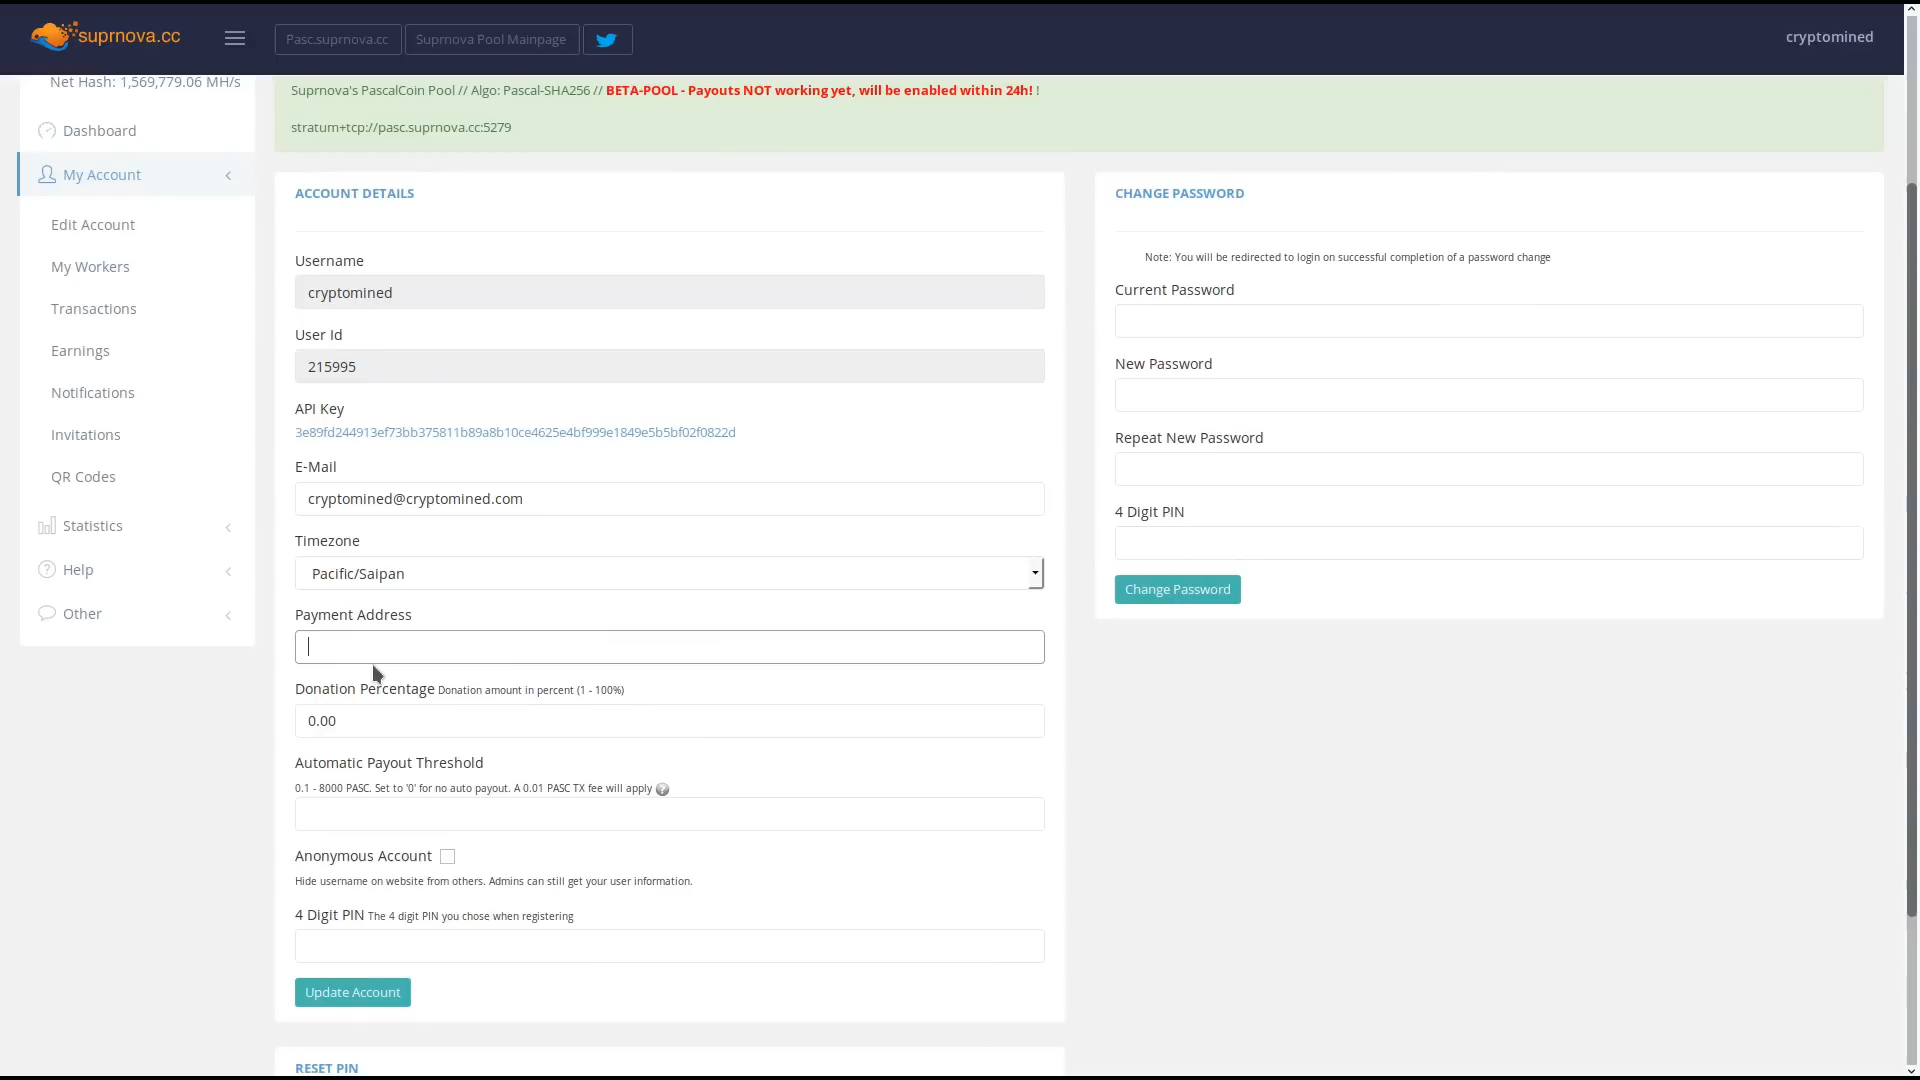 suprnova.cc
Pasc.suprnova.cc
Suprnova Pool Mainpage
cryptomined
Net Hash: 1,569,779.06 MH/s
Dashboard
My Account
Edit Account
My Workers
Transactions
Earnings
Notifications
Invitations
QR Codes
Statistics
Help
Other
Suprnova's PascalCoin Pool // Algo: Pascal-SHA256 // BETA-POOL - Payouts NOT working yet, will be enabled within 24h! !
stratum+tcp://pasc.suprnova.cc:5279
ACCOUNT DETAILS
Username
cryptomined
User Id
215995
API Key
3e89fd244913ef73bb375811b89a8b10ce4625e4bf999e1849e5b5bf02f0822d
E-Mail
cryptomined@cryptomined.com
Timezone
Pacific/Saipan
Payment Address
Donation Percentage Donation amount in percent (1 - 100%)
0.00
Automatic Payout Threshold
0.1 - 8000 PASC. Set to '0' for no auto payout. A 0.01 PASC TX fee will apply ?
Anonymous Account
Hide username on website from others. Admins can still get your user information.
4 Digit PIN The 4 digit PIN you chose when registering
Update Account
RESET PIN
CHANGE PASSWORD
Note: You will be redirected to login on successful completion of a password change
Current Password
New Password
Repeat New Password
4 Digit PIN
Change Password